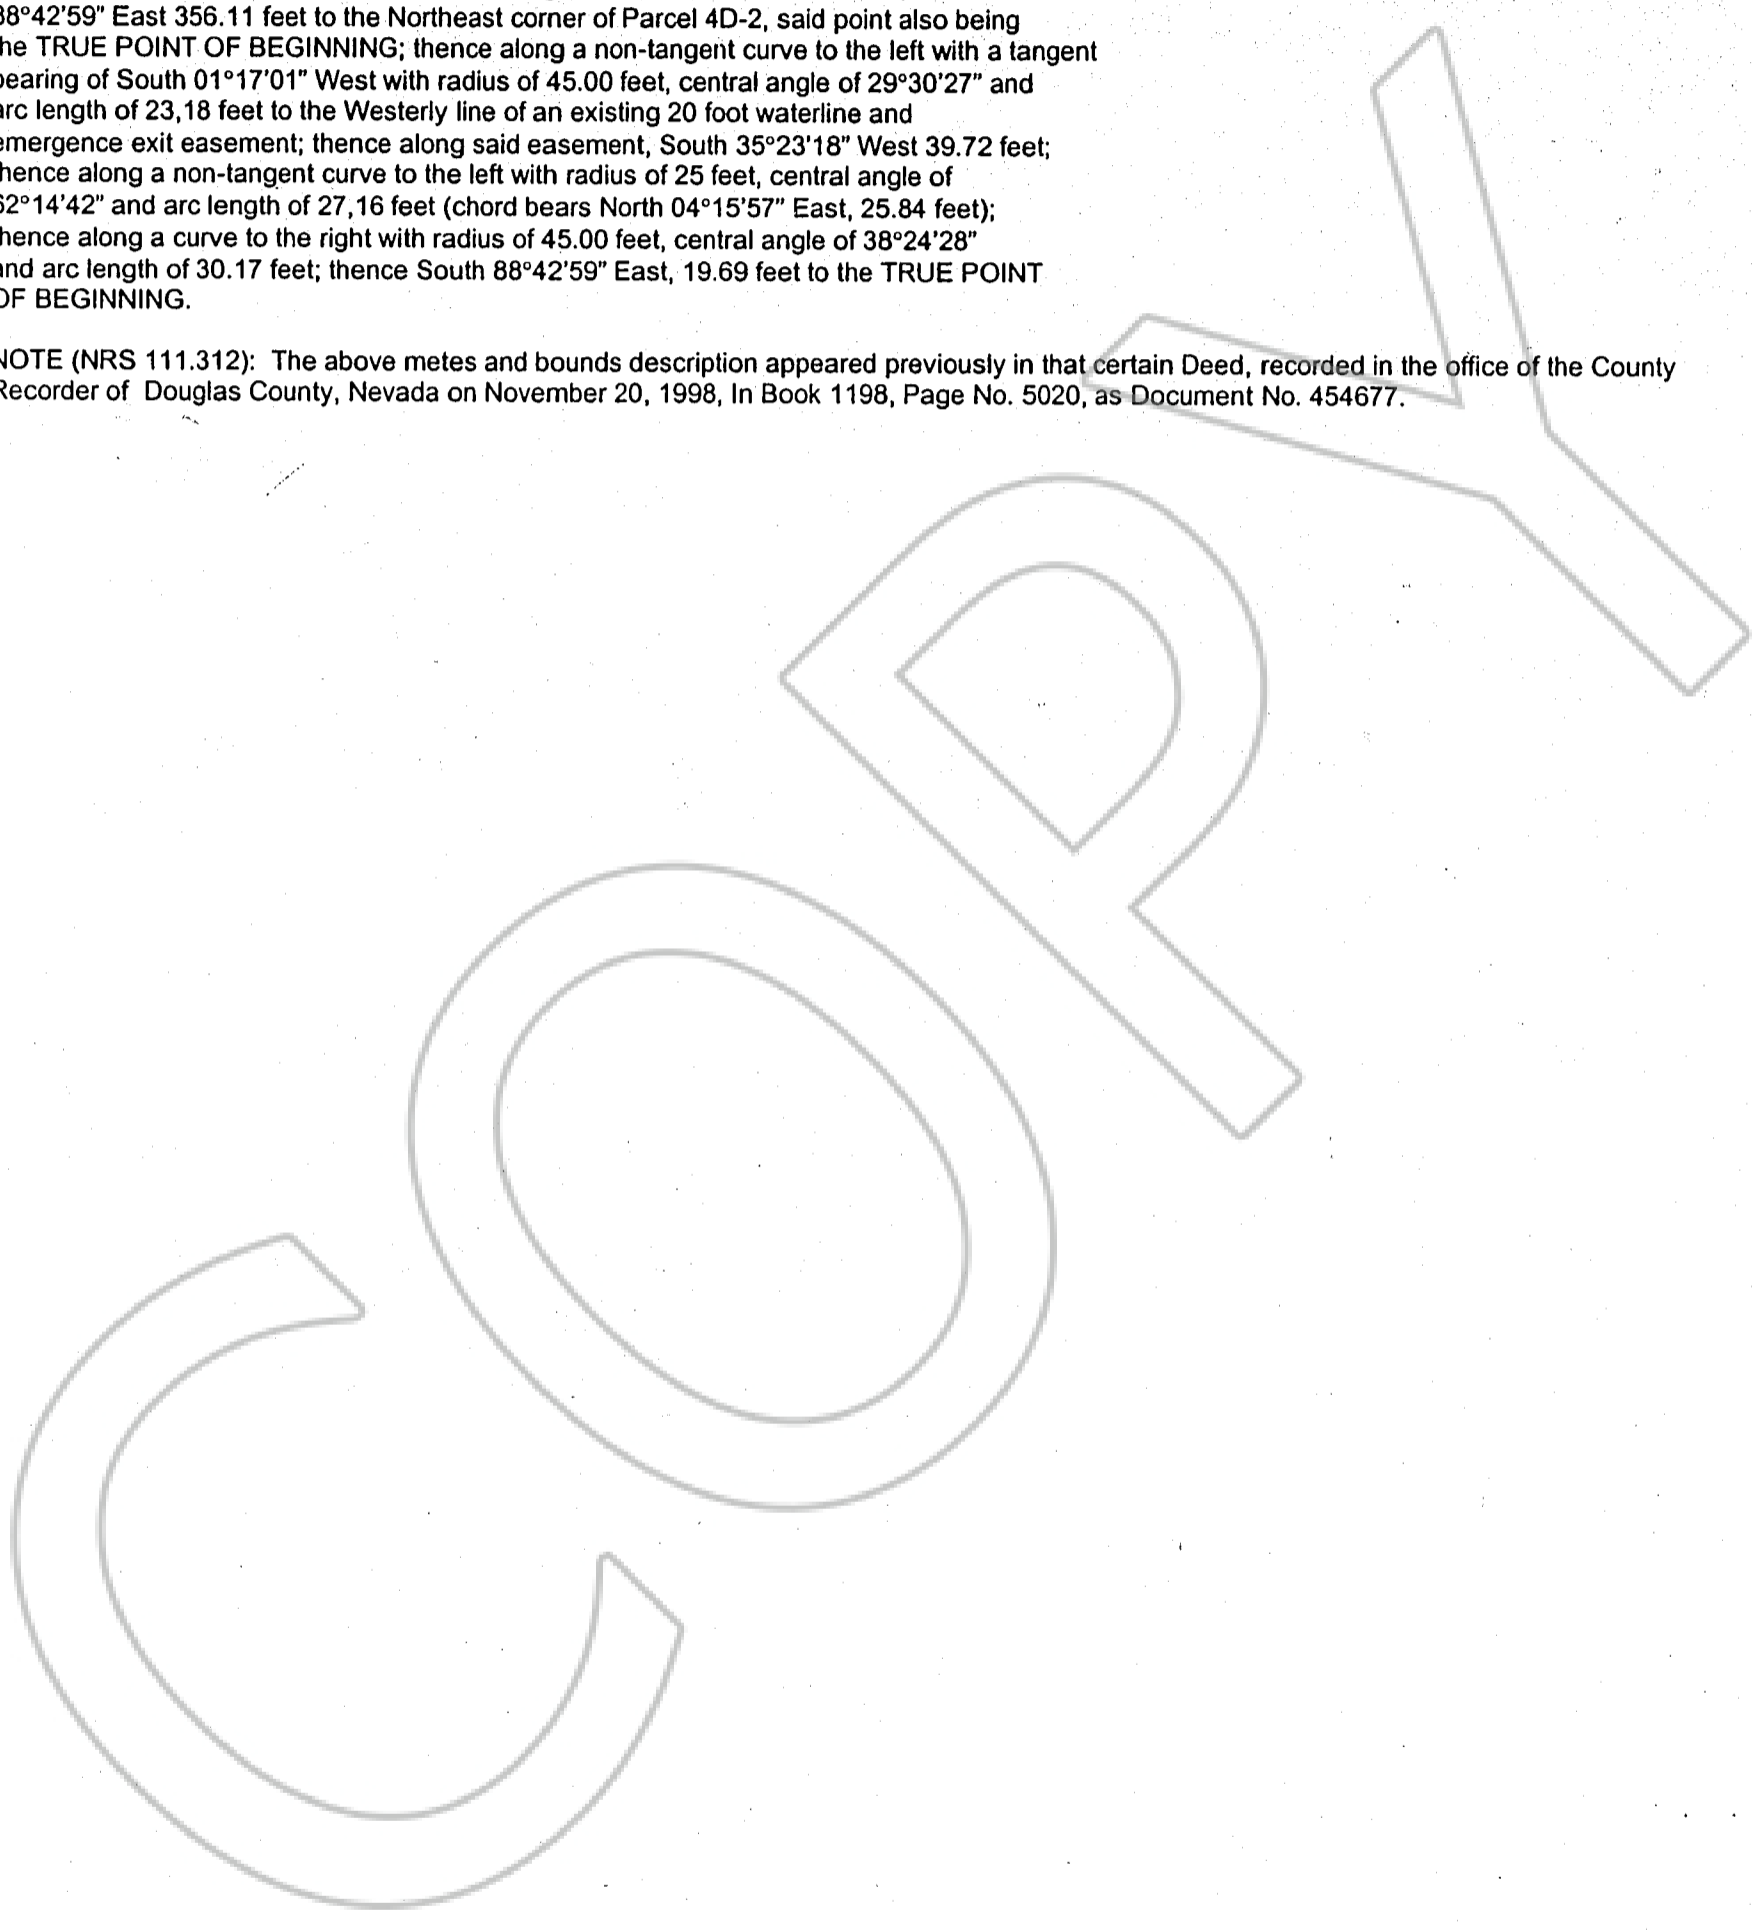 38°42'59" East 356.11 feet to the Northeast corner of Parcel 4D-2, said point also being
he TRUE POINT OF BEGINNING; thence along a non-tangent curve to the left with a tangent
bearing of South 01°17'01" West with radius of 45.00 feet, central angle of 29°30'27" and
arc length of 23,18 feet to the Westerly line of an existing 20 foot waterline and
emergence exit easement; thence along said easement, South 35°23'18" West 39.72 feet;
hence along a non-tangent curve to the left with radius of 25 feet, central angle of
62°14'42" and arc length of 27,16 feet (chord bears North 04°15'57" East, 25.84 feet);
hence along a curve to the right with radius of 45.00 feet, central angle of 38°24'28"
and arc length of 30.17 feet; thence South 88°42'59" East, 19.69 feet to the TRUE POINT
OF BEGINNING.
NOTE (NRS 111.312): The above metes and bounds description appeared previously in that certain Deed, recorded in the office of the County
Recorder of Douglas County, Nevada on November 20, 1998, In Book 1198, Page No. 5020, as Document No. 454677.
COPY